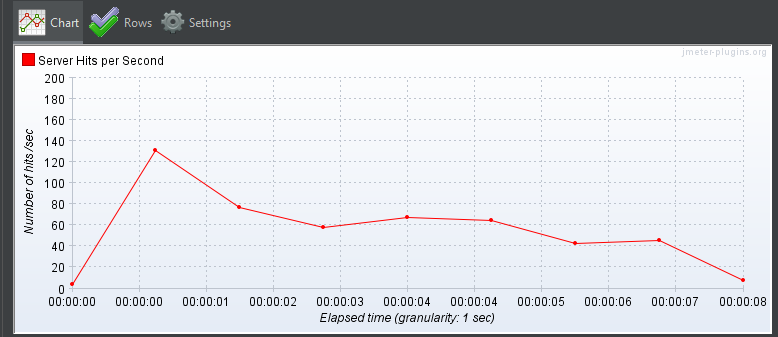 Chart Rows Settings
jmeter-plugins.org
Server Hits per Second
200
180
160
140
120
100
80
60
40
20
0
Number of hits /sec
00:00:00 00:00:00 00:00:01 00:00:02 00:00:03 00:00:04 00:00:04 00:00:05 00:00:06 00:00:07 00:00:08
Elapsed time (granularity: 1 sec)